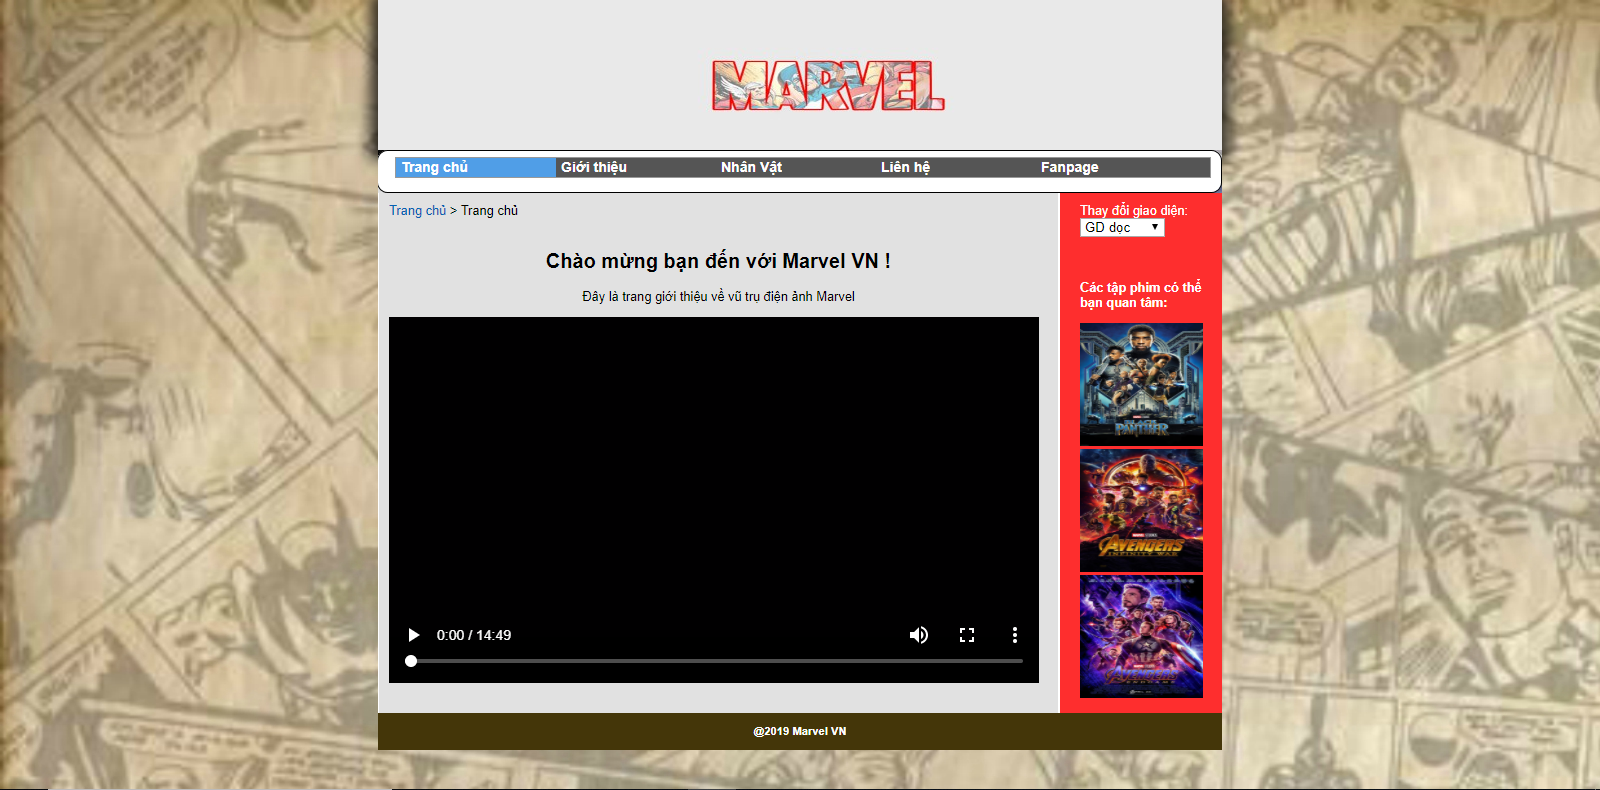 MARVEL
Trang chủ
Giới thiệu
Nhân Vật
Liên hệ
Fanpage
Trang chủ > Trang chủ
Chào mừng bạn đến với Marvel VN !
Đây là trang giới thiệu về vũ trụ điện ảnh Marvel
0:00 / 14:49
Thay đổi giao diện:
GD dọc
Các tập phim có thể
bạn quan tâm:
PANTHER
AVENGERS
INFINITY WAR
AVENGERS
@2019 Marvel VN